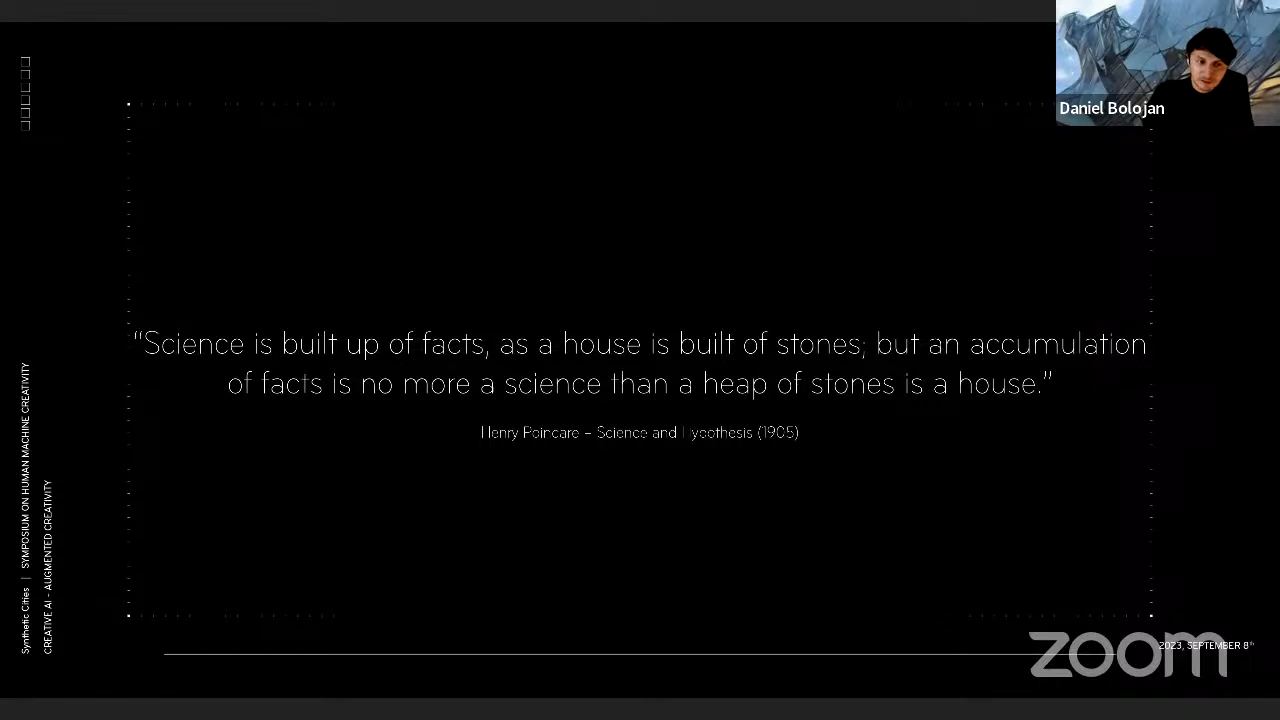 Daniel Bolojan
“Science is built up of facts, as a house is built of stones; but an accumulation
of facts is no more a science than a heap of stones is a house.”
Henry Poincare – Science and Hypothesis (1905)
Synthetic Cities | SYMPOSIUM ON HUMAN MACHINE CREATIVITY
CREATIVE AI - AUGMENTED CREATIVITY
2023, SEPTEMBER 8th
zoom